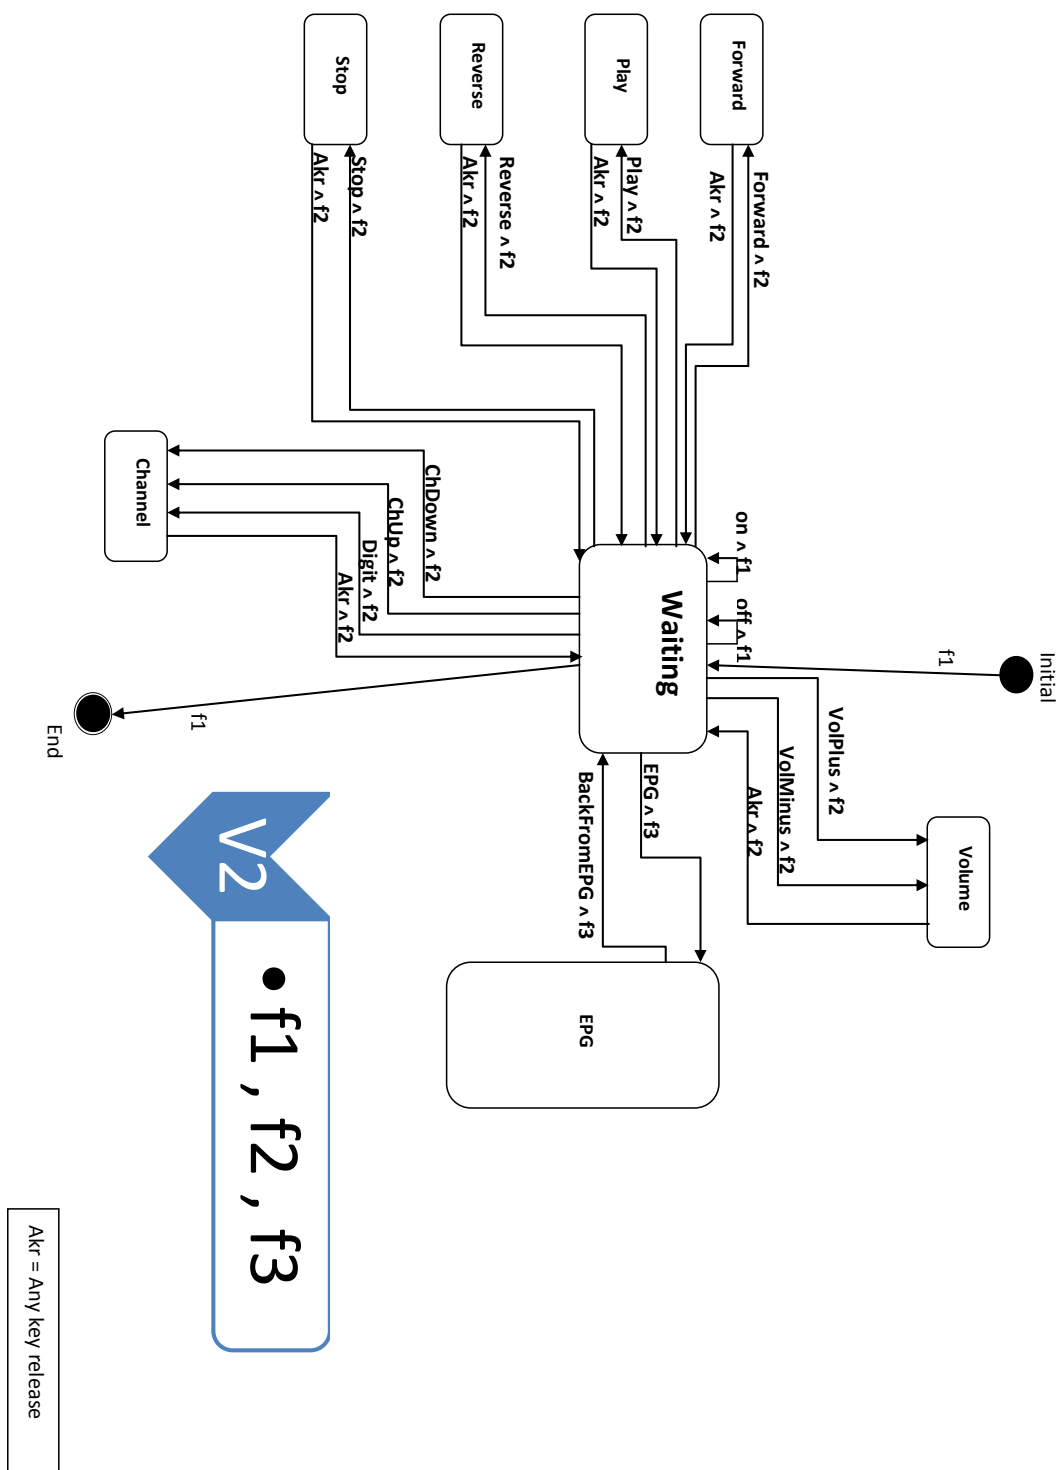 Initial
f1
Forward
Forward ^ f2
Akr ^ f2
Play
Play ^ f2
Akr ^ f2
Reverse
Reverse ^ f2
Akr ^ f2
Stop
Stop ^ f2
Akr ^ f2
on ^ f1
off ^ f1
Waiting
VolPlus ^ f2
VolMinus ^ f2
Akr ^ f2
Volume
EPG ^ f3
BackFromEPG ^ f3
EPG
ChDown ^ f2
ChUp ^ f2
Digit ^ f2
Akr ^ f2
Channel
f1
End
V2
• f1, f2, f3
Akr = Any key release